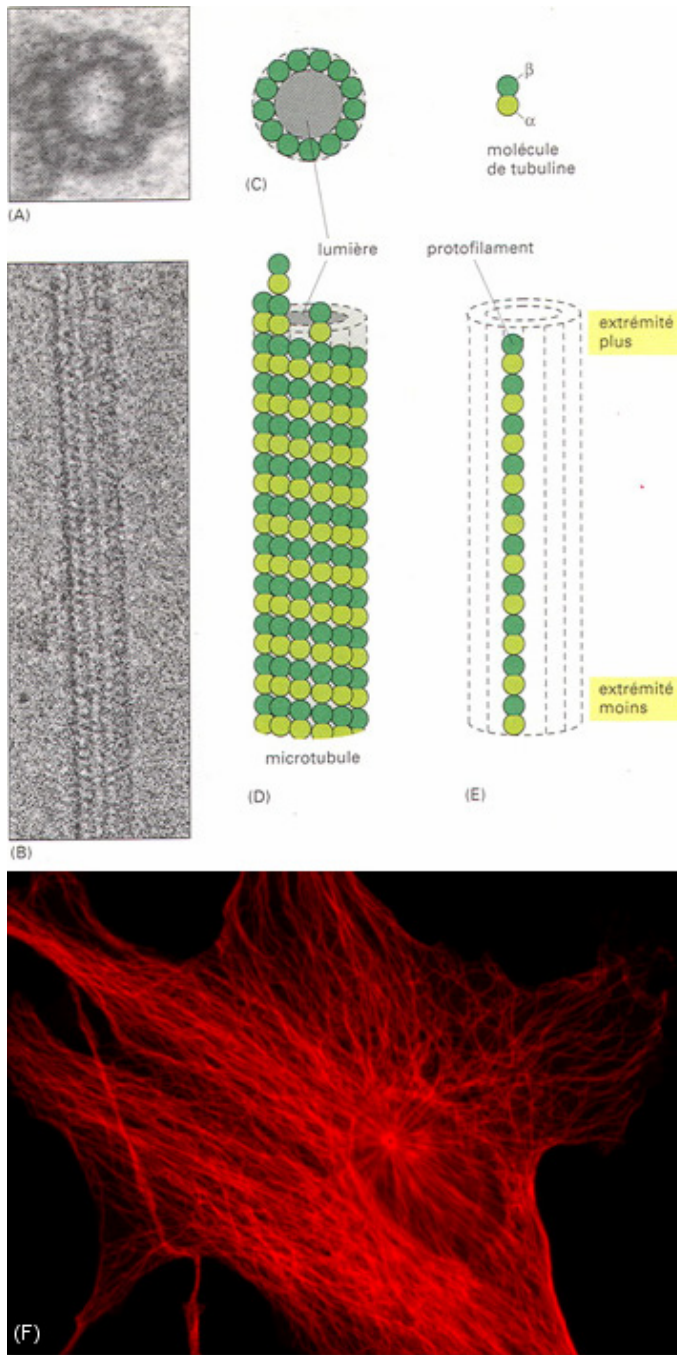 (A)
(C)
β
α
molécule
de tubuline
lumière
protofilament
extrémité
plus
extrémité
moins
microtubule
(D)
(E)
(B)
(F)